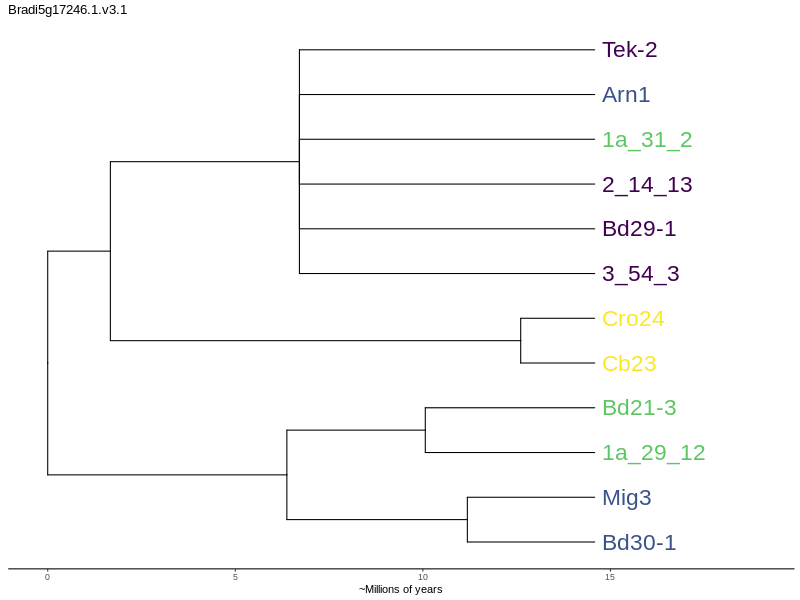 Bradi5g17246.1.v3.1
Tek-2
Arn1
1a_31_2
2_14_13
Bd29-1
3_54_3
Cro24
Cb23
Bd21-3
1a_29_12
Mig3
Bd30-1
0 5 10 15
~Millions of years